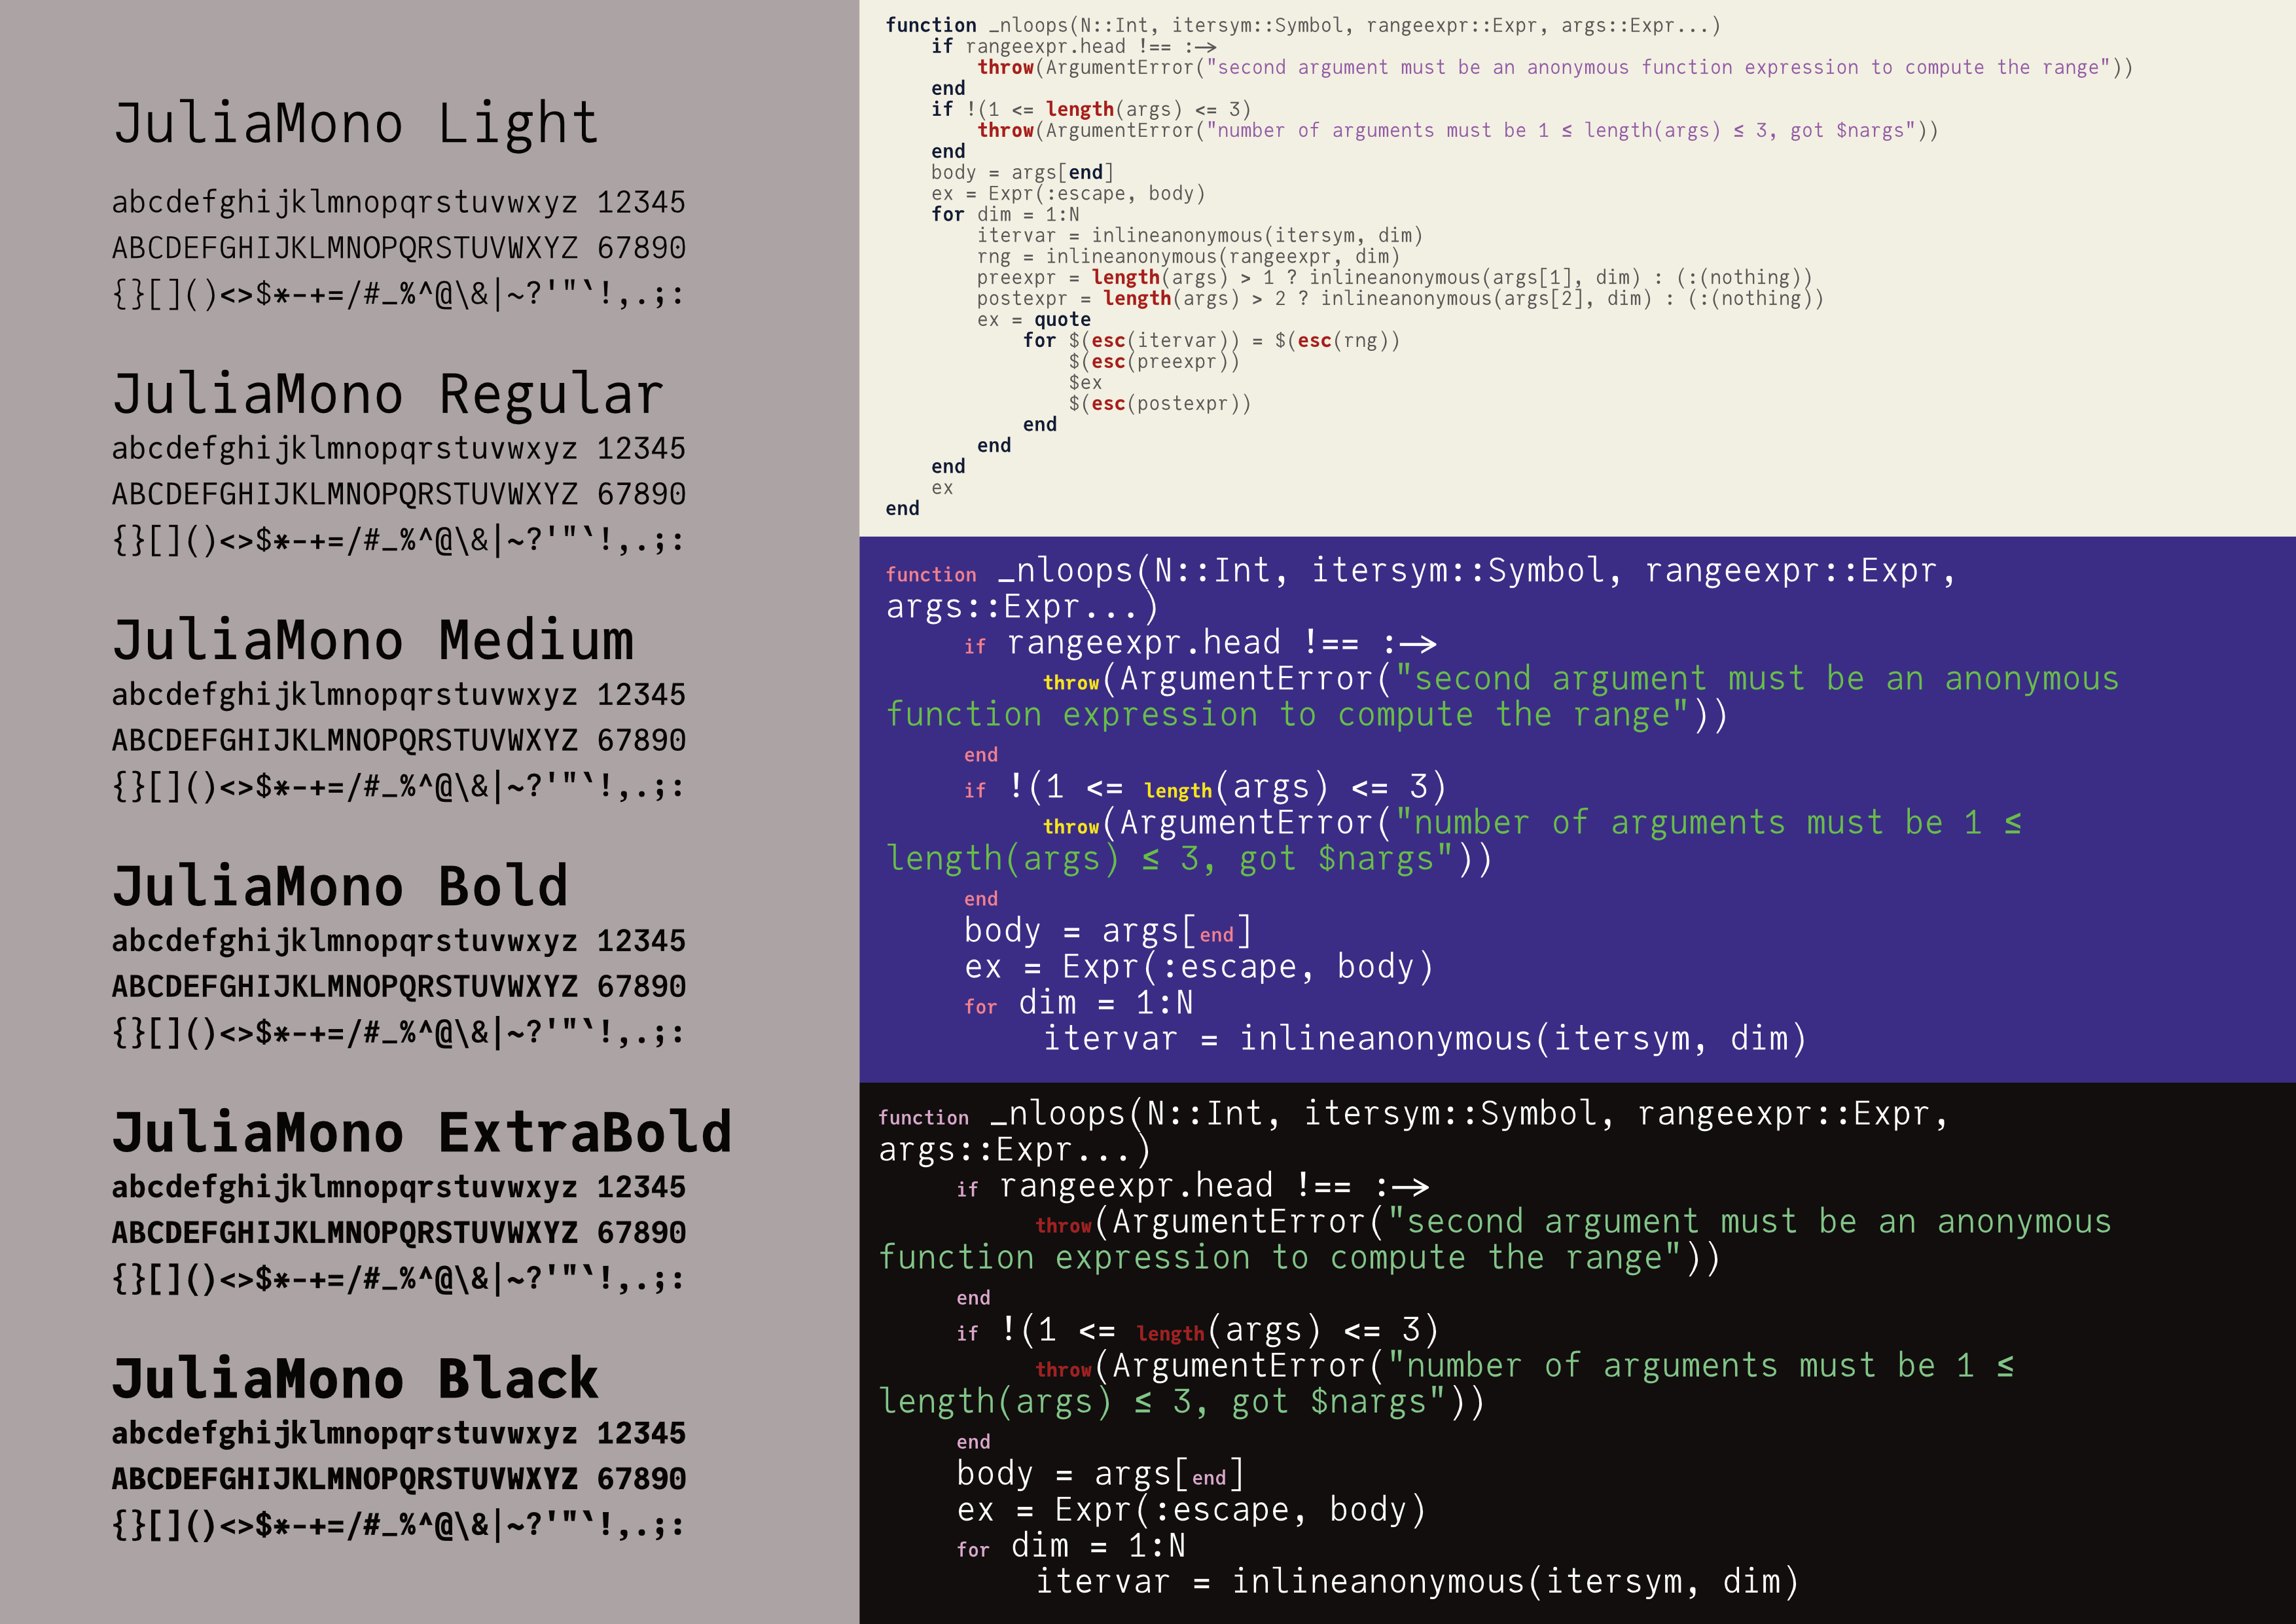 JuliaMono Light
abcdefghijklmnopqrstuvwxyz 12345
ABCDEFGHIJKLMNOPQRSTUVWXYZ 67890
{}[]()<>$*-+=/#_%^@\&|~?'"`!,.;:
JuliaMono Regular
abcdefghijklmnopqrstuvwxyz 12345
ABCDEFGHIJKLMNOPQRSTUVWXYZ 67890
{}[]()<>$*-+=/#_%^@\&|~?'"`!,.;:
JuliaMono Medium
abcdefghijklmnopqrstuvwxyz 12345
ABCDEFGHIJKLMNOPQRSTUVWXYZ 67890
{}[]()<>$*-+=/#_%^@\&|~?'"`!,.;:
JuliaMono Bold
abcdefghijklmnopqrstuvwxyz 12345
ABCDEFGHIJKLMNOPQRSTUVWXYZ 67890
{}[]()<>$*-+=/#_%^@\&|~?'"`!,.;:
JuliaMono ExtraBold
abcdefghijklmnopqrstuvwxyz 12345
ABCDEFGHIJKLMNOPQRSTUVWXYZ 67890
{}[]()<>$*-+=/#_%^@\&|~?'"`!,.;:
JuliaMono Black
abcdefghijklmnopqrstuvwxyz 12345
ABCDEFGHIJKLMNOPQRSTUVWXYZ 67890
{}[]()<>$*-+=/#_%^@\&|~?'"`!,.;:
function _nloops(N::Int, itersym::Symbol, rangeexpr::Expr, args::Expr...)
    if rangeexpr.head !== :->
        throw(ArgumentError("second argument must be an anonymous function expression to compute the range"))
    end
    if !(1 <= length(args) <= 3)
        throw(ArgumentError("number of arguments must be 1 ≤ length(args) ≤ 3, got $nargs"))
    end
    body = args[end]
    ex = Expr(:escape, body)
    for dim = 1:N
        itervar = inlineanonymous(itersym, dim)
        rng = inlineanonymous(rangeexpr, dim)
        preexpr = length(args) > 1 ? inlineanonymous(args[1], dim) : (:(nothing))
        postexpr = length(args) > 2 ? inlineanonymous(args[2], dim) : (:(nothing))
        ex = quote
            for $(esc(itervar)) = $(esc(rng))
                $(esc(preexpr))
                $ex
                $(esc(postexpr))
            end
        end
    end
    ex
end
function _nloops(N::Int, itersym::Symbol, rangeexpr::Expr,
args::Expr...)
    if rangeexpr.head !== :->
        throw(ArgumentError("second argument must be an anonymous
function expression to compute the range"))
    end
    if !(1 <= length(args) <= 3)
        throw(ArgumentError("number of arguments must be 1 ≤
length(args) ≤ 3, got $nargs"))
    end
    body = args[end]
    ex = Expr(:escape, body)
    for dim = 1:N
        itervar = inlineanonymous(itersym, dim)
function _nloops(N::Int, itersym::Symbol, rangeexpr::Expr,
args::Expr...)
    if rangeexpr.head !== :->
        throw(ArgumentError("second argument must be an anonymous
function expression to compute the range"))
    end
    if !(1 <= length(args) <= 3)
        throw(ArgumentError("number of arguments must be 1 ≤
length(args) ≤ 3, got $nargs"))
    end
    body = args[end]
    ex = Expr(:escape, body)
    for dim = 1:N
        itervar = inlineanonymous(itersym, dim)